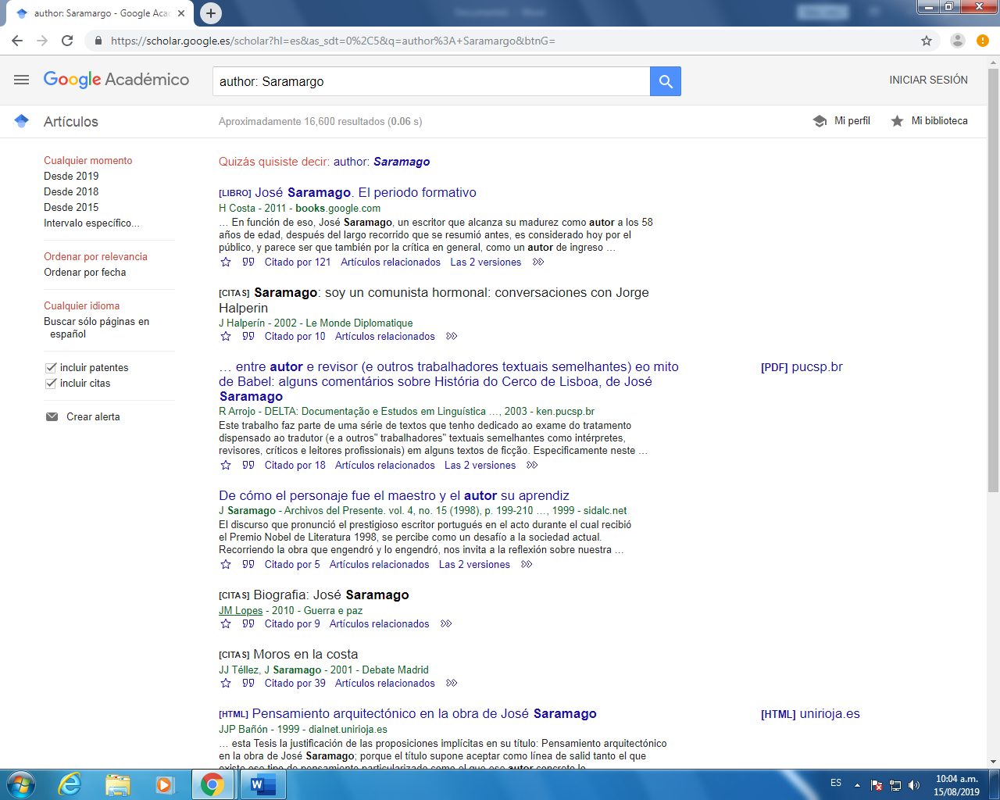 author: Saramargo - Google Aca
https://scholar.google.es/scholar?hl=es&as_sdt=0%2C5&q=author%3A+Saramargo&btnG=
Google Académico
author: Saramargo
INICIAR SESIÓN
Artículos
Aproximadamente 16,600 resultados (0.06 s)
Mi perfil
Mi biblioteca
Cualquier momento
Desde 2019
Desde 2018
Desde 2015
Intervalo específico...
Ordenar por relevancia
Ordenar por fecha
Cualquier idioma
Buscar sólo páginas en
español
incluir patentes
incluir citas
Crear alerta
Quizás quisiste decir: author: Saramago
[LIBRO] José Saramago. El periodo formativo
H Costa - 2011 - books.google.com
... En función de eso, José Saramago, un escritor que alcanza su madurez como autor a los 58
años de edad, después del largo recorrido que se resumió antes, es considerado hoy por el
público, y parece ser que también por la crítica en general, como un autor de ingreso ...
Citado por 121 Artículos relacionados Las 2 versiones
[CITAS] Saramago: soy un comunista hormonal: conversaciones con Jorge
Halperin
J Halperín - 2002 - Le Monde Diplomatique
Citado por 10 Artículos relacionados
... entre autor e revisor (e outros trabalhadores textuais semelhantes) eo mito
de Babel: alguns comentários sobre História do Cerco de Lisboa, de José
Saramago
[PDF] pucsp.br
R Arrojo - DELTA: Documentação e Estudos em Linguística ..., 2003 - ken.pucsp.br
Este trabalho faz parte de uma série de textos que tenho dedicado ao exame do tratamento
dispensado ao tradutor (e a outros" trabalhadores" textuais semelhantes como intérpretes,
revisores, críticos e leitores profissionais) em alguns textos de ficção. Especificamente neste ...
Citado por 18 Artículos relacionados Las 2 versiones
De cómo el personaje fue el maestro y el autor su aprendiz
J Saramago - Archivos del Presente. vol. 4, no. 15 (1998), p. 199-210 ..., 1999 - sidalc.net
El discurso que pronunció el prestigioso escritor portugués en el acto durante el cual recibió
el Premio Nobel de Literatura 1998, se percibe como un desafío a la sociedad actual.
Recorriendo la obra que engendró y lo engendró, nos invita a la reflexión sobre nuestra ...
Citado por 5 Artículos relacionados Las 2 versiones
[CITAS] Biografia: José Saramago
JM Lopes - 2010 - Guerra e paz
Citado por 9 Artículos relacionados
[CITAS] Moros en la costa
JJ Téllez, J Saramago - 2001 - Debate Madrid
Citado por 39 Artículos relacionados
[HTML] Pensamiento arquitectónico en la obra de José Saramago
[HTML] unirioja.es
JJP Bañón - 1999 - dialnet.unirioja.es
... esta Tesis la justificación de las proposiciones implícitas en su título: Pensamiento arquitectónico
en la obra de José Saramago; porque el título supone aceptar como línea de salid tanto el que
existe ese tipo de pensamiento particularizado como el que ese autor concreto lo
ES
10:04 a.m.
15/08/2019